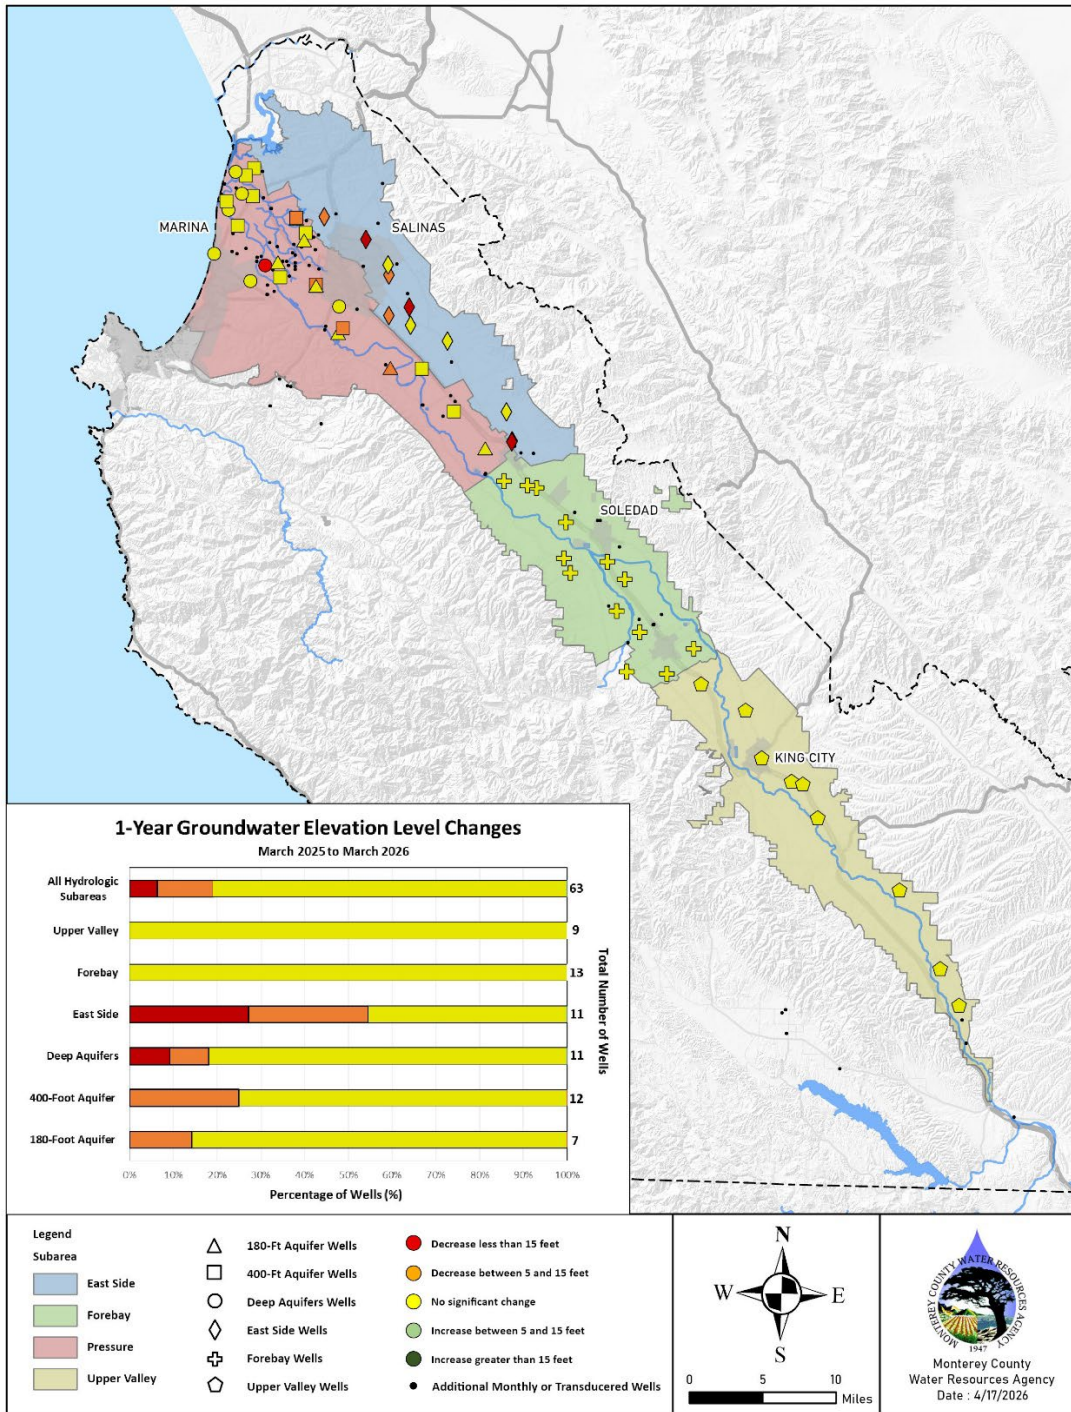 MARINA
SALINAS
SOLEDAD
KING CITY
1-Year Groundwater Elevation Level Changes
March 2025 to March 2026
All Hydrologic
Subareas
63
Upper Valley
9
Forebay
13
East Side
11
Deep Aquifers
11
400-Foot Aquifer
12
180-Foot Aquifer
7
Total Number of Wells
0% 10% 20% 30% 40% 50% 60% 70% 80% 90% 100%
Percentage of Wells (%)
Legend
Subarea
East Side
Forebay
Pressure
Upper Valley
180-Ft Aquifer Wells
400-Ft Aquifer Wells
Deep Aquifers Wells
East Side Wells
Forebay Wells
Upper Valley Wells
Decrease less than 15 feet
Decrease between 5 and 15 feet
No significant change
Increase between 5 and 15 feet
Increase greater than 15 feet
Additional Monthly or Transducered Wells
N
W E
S
0 5 10
Miles
MONTEREY COUNTY WATER RESOURCES AGENCY
1947
Monterey County
Water Resources Agency
Date : 4/17/2026